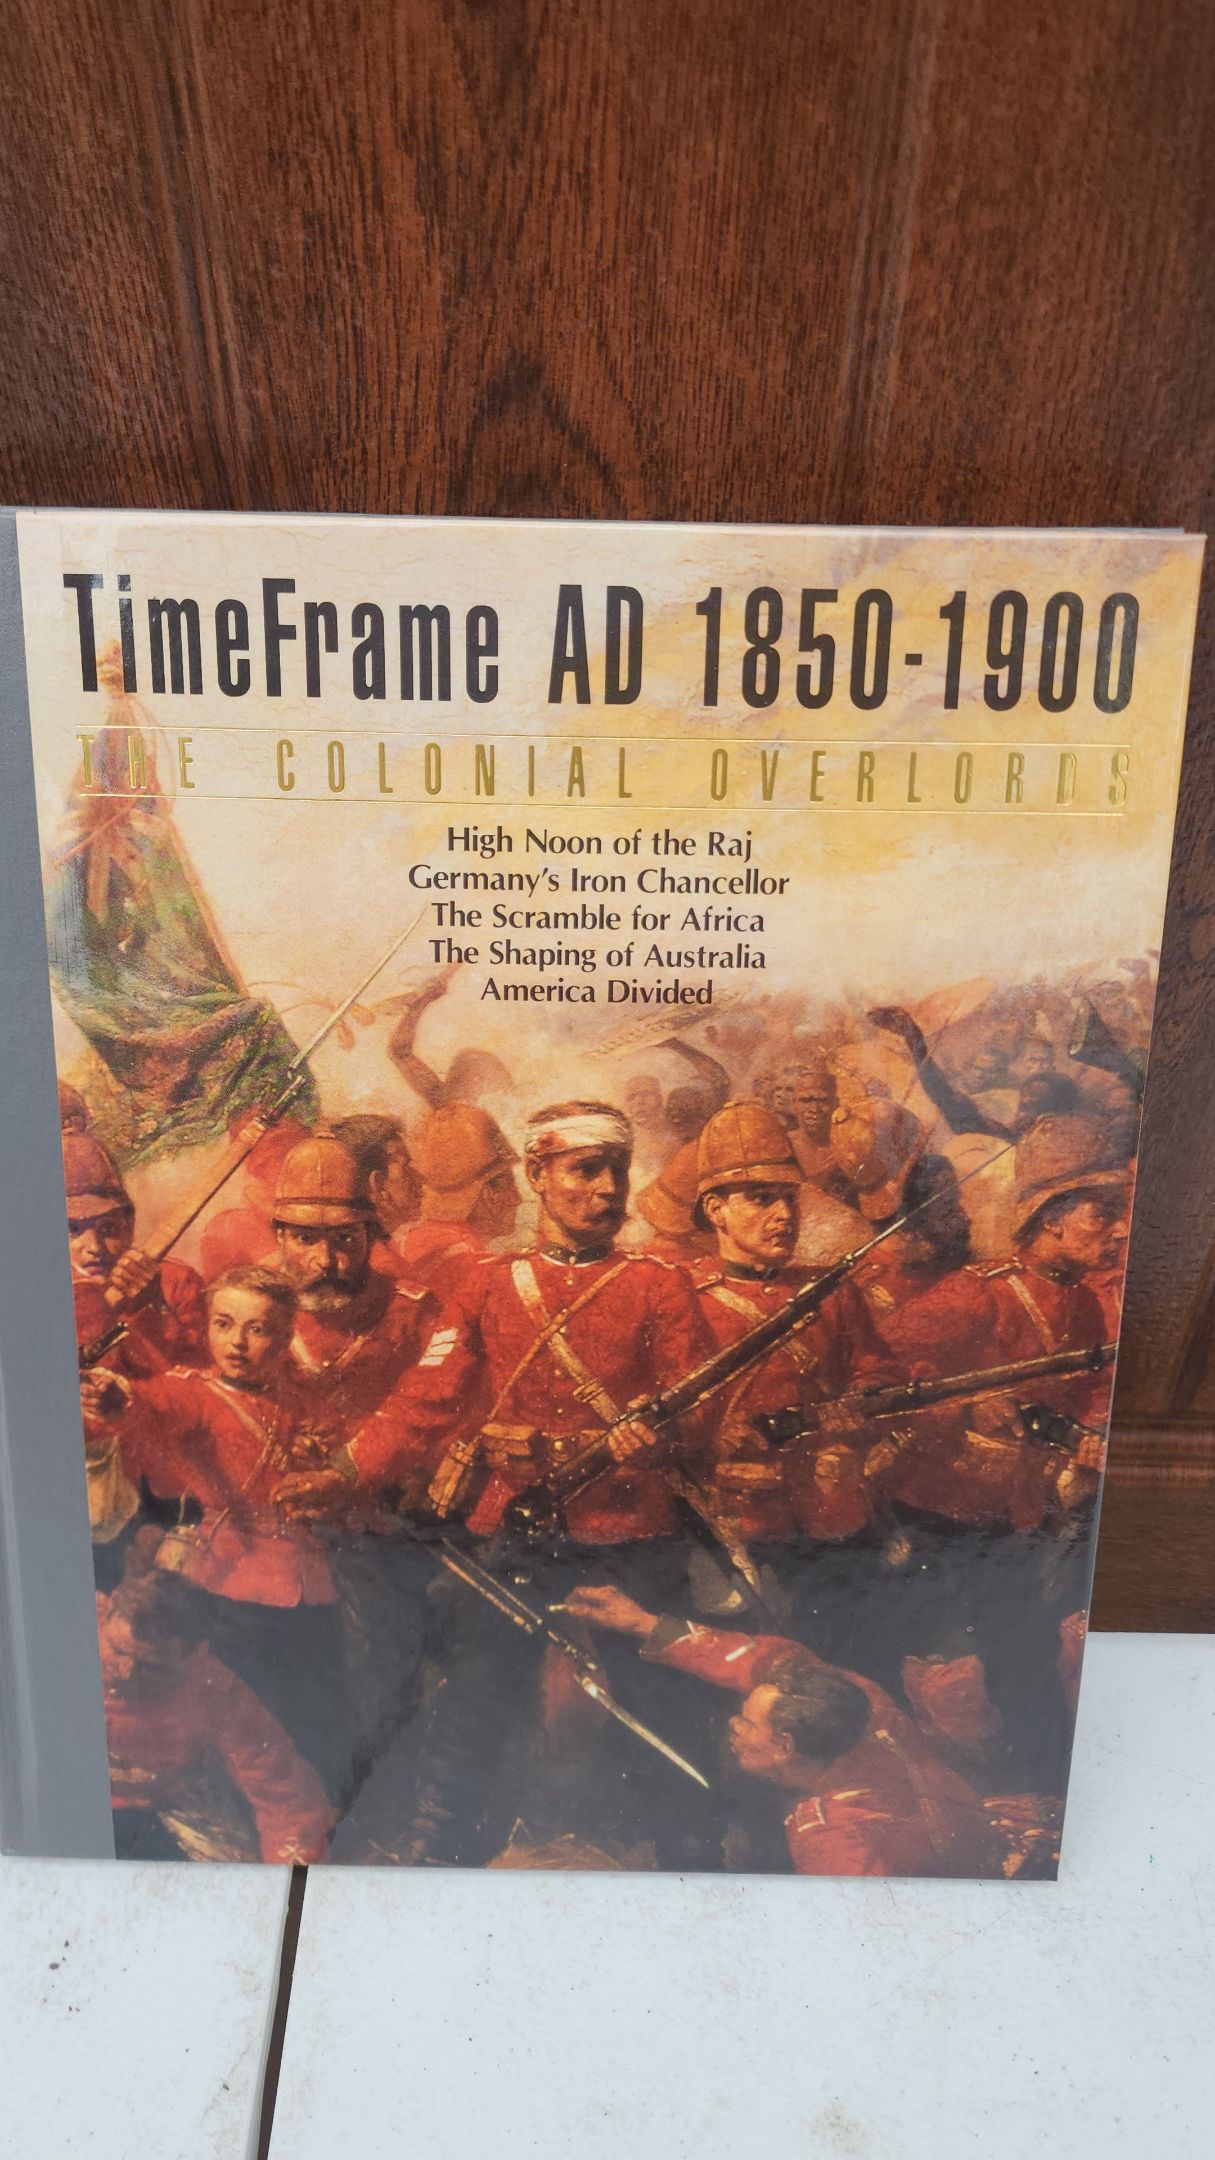 TimeFrame AD 1850-1900
THE COLONIAL OVERLORDS
High Noon of the Raj
Germany's Iron Chancellor
The Scramble for Africa
The Shaping of Australia
America Divided